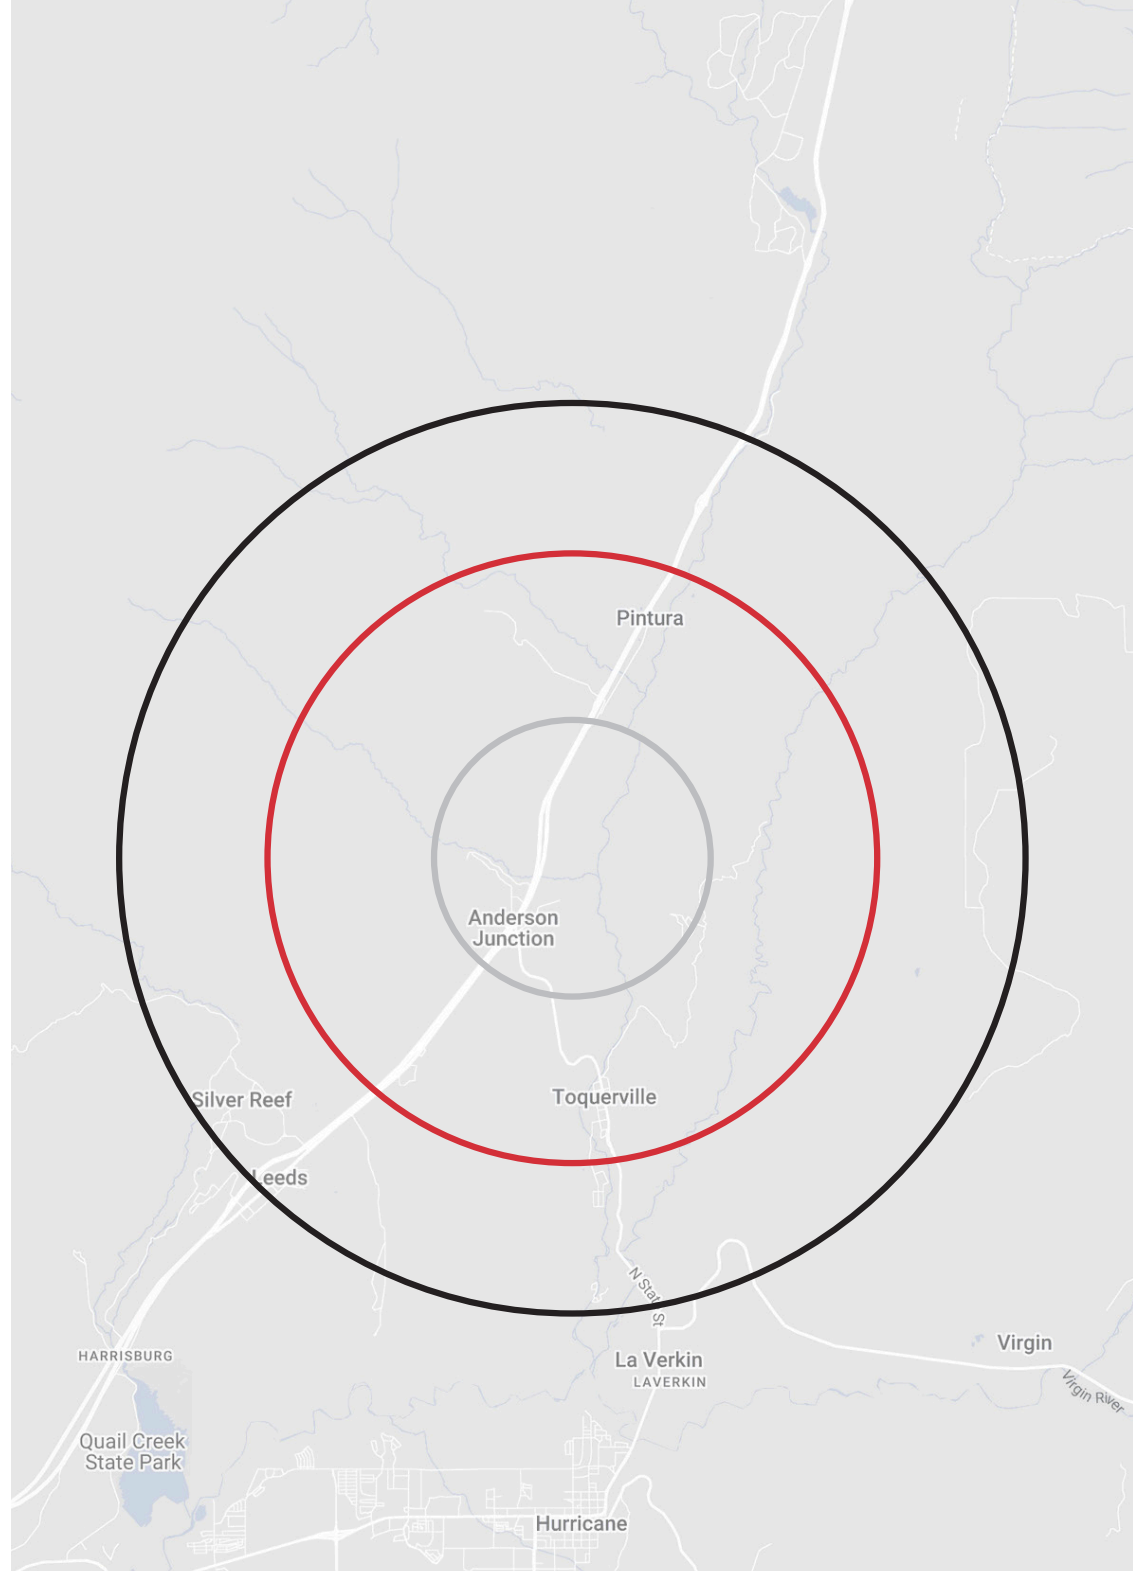 Pintura
Anderson
Junction
Silver Reef
Toquerville
Leeds
N State St
Virgin
HARRISBURG
La Verkin
LAVERKIN
Virgin River
Quail Creek
State Park
Hurricane